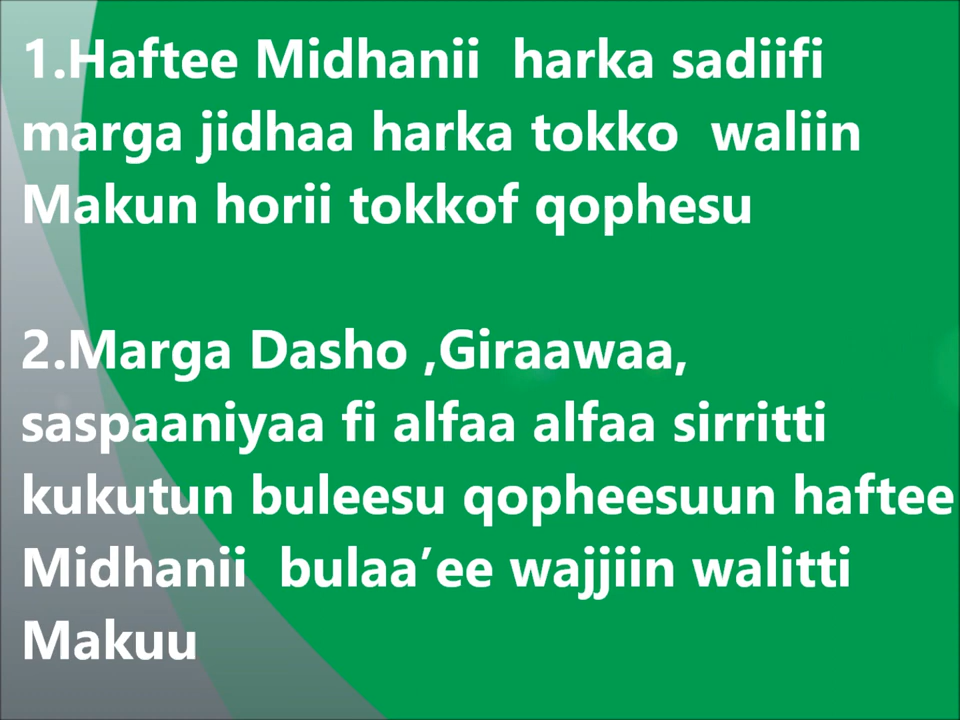 1.Haftee Midhanii  harka sadiifi
marga jidhaa harka tokko  waliin
Makun horii tokkof qophesu
2.Marga Dasho ,Giraawaa,
saspaaniyaa fi alfaa alfaa sirritti
kukutun buleesu qopheesuun haftee
Midhanii  bulaa’ee wajjiin walitti
Makuu